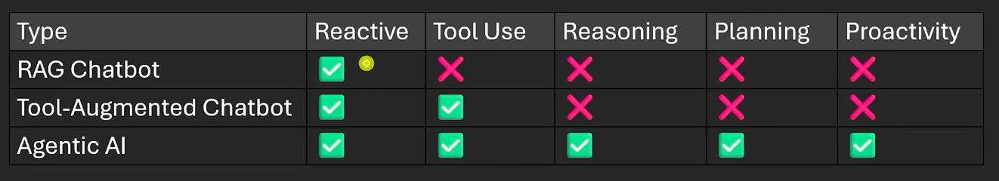 Type Reactive Tool Use Reasoning Planning Proactivity
RAG Chatbot ✅ ❌ ❌ ❌ ❌
Tool-Augmented Chatbot ✅ ✅ ❌ ❌ ❌
Agentic AI ✅ ✅ ✅ ✅ ✅